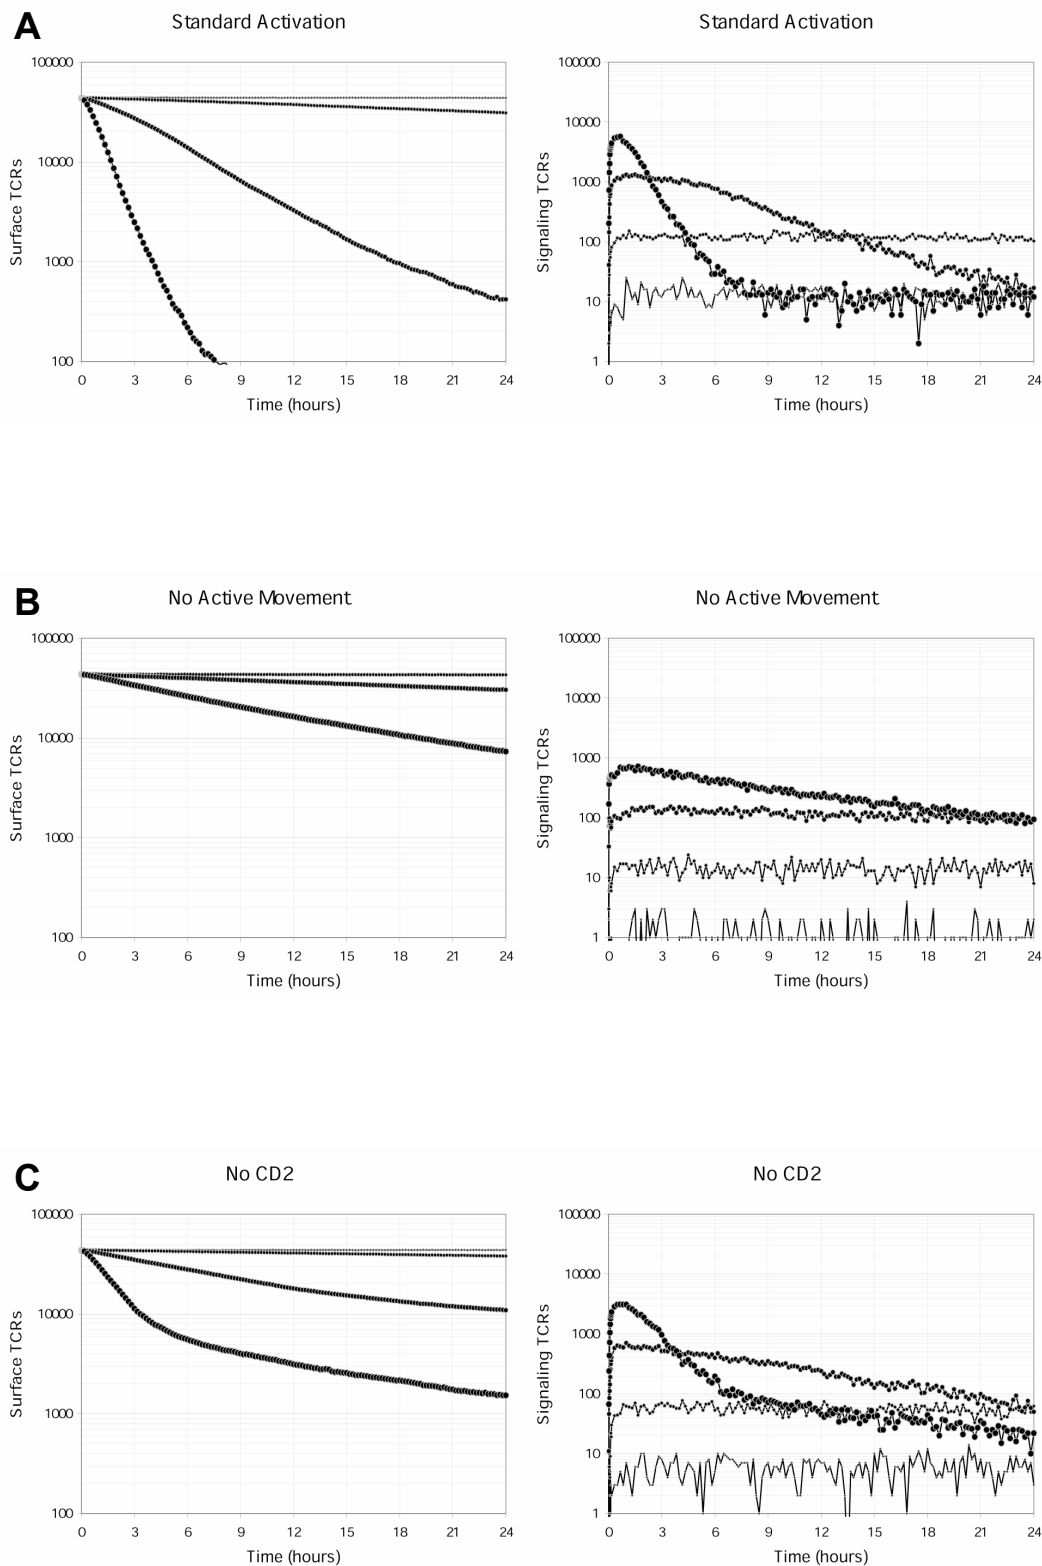 A
Standard Activation
Standard Activation
100000
10000
1000
100
Surface TCRs
0 3 6 9 12 15 18 21 24
Time (hours)
100000
10000
1000
100
10
1
Signaling TCRs
0 3 6 9 12 15 18 21 24
Time (hours)
B
No Active Movement
No Active Movement
100000
10000
1000
100
Surface TCRs
0 3 6 9 12 15 18 21 24
Time (hours)
100000
10000
1000
100
10
1
Signaling TCRs
0 3 6 9 12 15 18 21 24
Time (hours)
C
No CD2
No CD2
100000
10000
1000
100
Surface TCRs
0 3 6 9 12 15 18 21 24
Time (hours)
100000
10000
1000
100
10
1
Signaling TCRs
0 3 6 9 12 15 18 21 24
Time (hours)